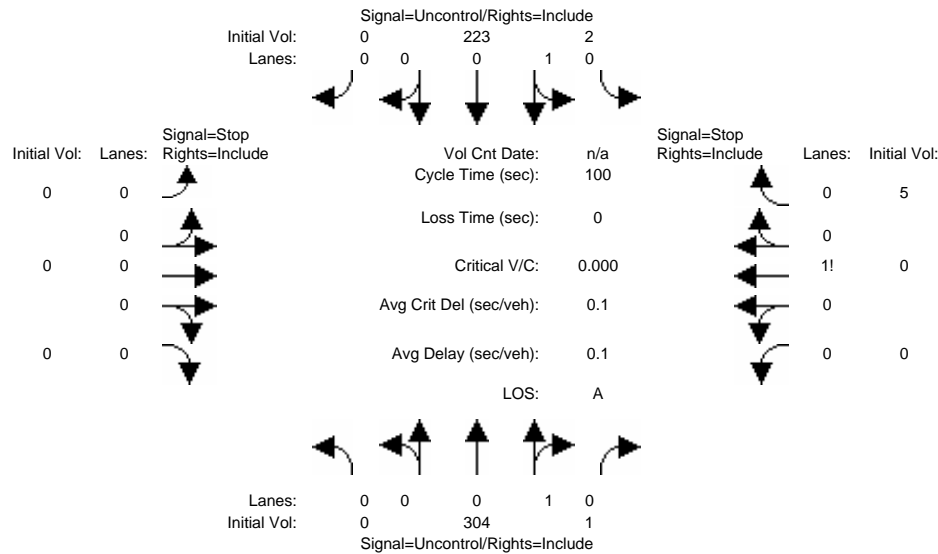 Signal=Uncontrol/Rights=Include
Initial Vol: 0 223 2
Lanes: 0 0 0 1 0
Signal=Stop
Initial Vol: Lanes: Rights=Include
Vol Cnt Date: n/a
Signal=Stop
Rights=Include Lanes: Initial Vol:
Cycle Time (sec): 100
0 0
0 5
Loss Time (sec): 0
0
0
0 0
Critical V/C: 0.000
1! 0
0
Avg Crit Del (sec/veh): 0.1
0
0 0
Avg Delay (sec/veh): 0.1
0 0
LOS: A
Lanes: 0 0 0 1 0
Initial Vol: 0 304 1
Signal=Uncontrol/Rights=Include